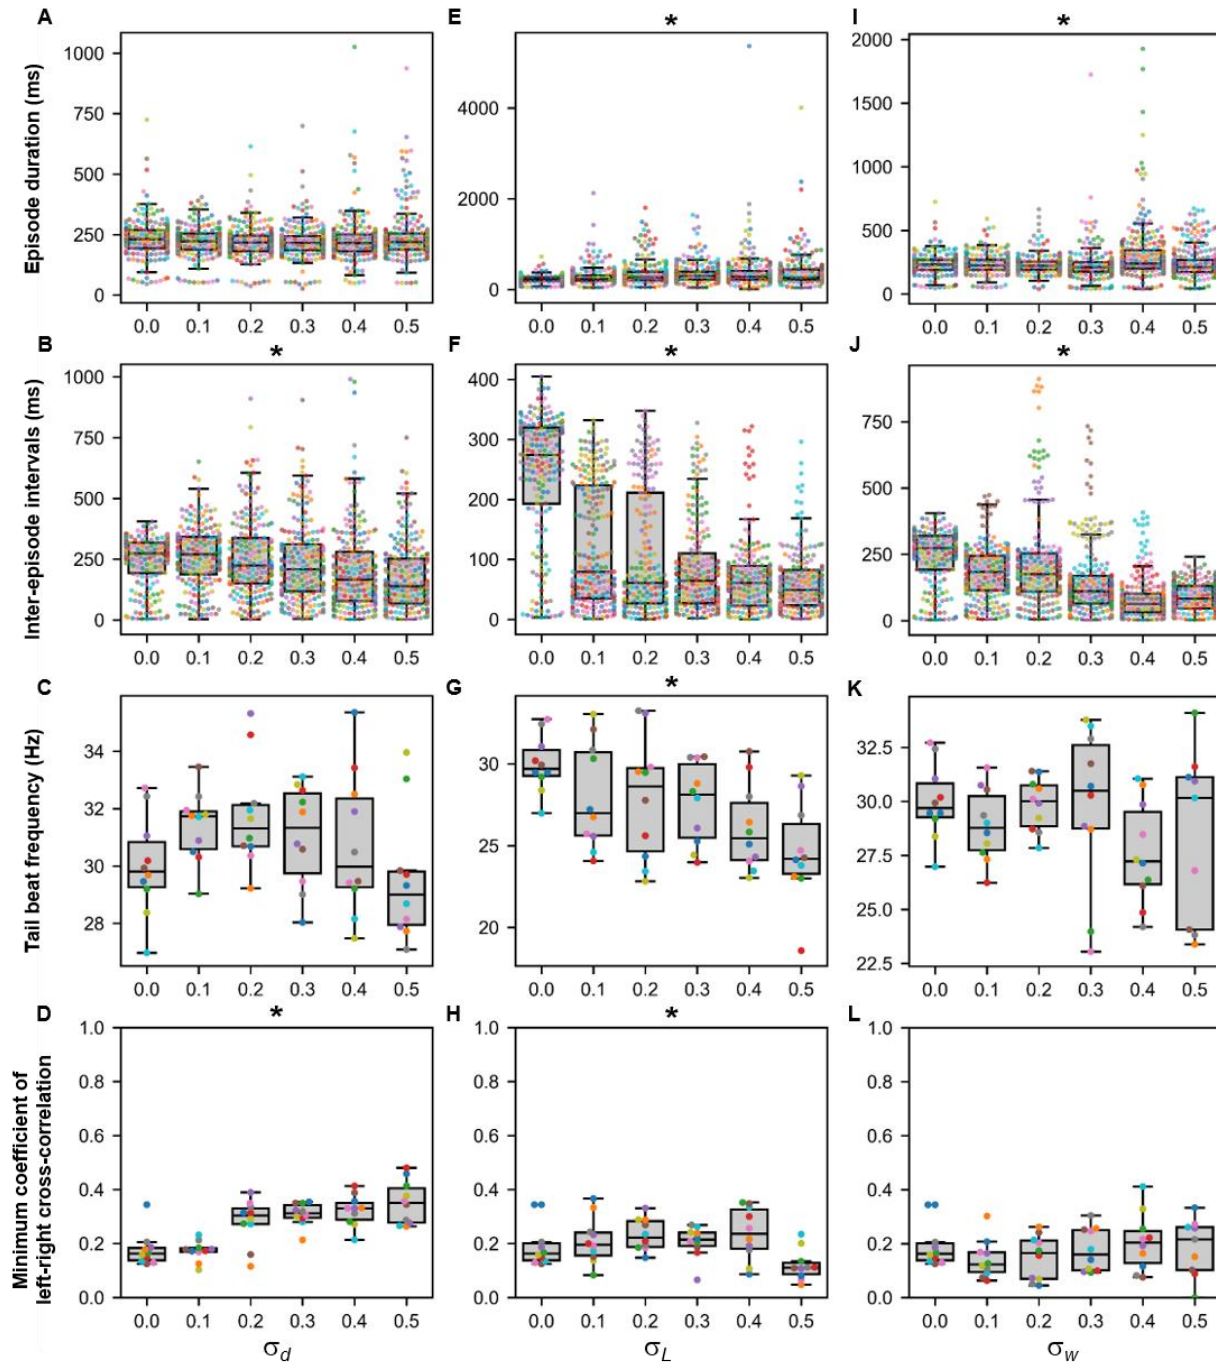 A
E
*
I
*
Episode duration (ms)
1000
750
500
250
0
4000
2000
0
2000
1500
1000
500
0
0.0 0.1 0.2 0.3 0.4 0.5
0.0 0.1 0.2 0.3 0.4 0.5
0.0 0.1 0.2 0.3 0.4 0.5
B
*
F
*
J
*
Inter-episode intervals (ms)
1000
750
500
250
0
400
300
200
100
0
750
500
250
0
0.0 0.1 0.2 0.3 0.4 0.5
0.0 0.1 0.2 0.3 0.4 0.5
0.0 0.1 0.2 0.3 0.4 0.5
C
G
*
K
Tail beat frequency (Hz)
34
32
30
28
30
25
20
32.5
30.0
27.5
25.0
22.5
0.0 0.1 0.2 0.3 0.4 0.5
0.0 0.1 0.2 0.3 0.4 0.5
0.0 0.1 0.2 0.3 0.4 0.5
D
*
H
*
L
Minimum coefficient of
left-right cross-correlation
1.0
0.8
0.6
0.4
0.2
0.0
1.0
0.8
0.6
0.4
0.2
0.0
1.0
0.8
0.6
0.4
0.2
0.0
0.0 0.1 0.2 0.3 0.4 0.5
0.0 0.1 0.2 0.3 0.4 0.5
0.0 0.1 0.2 0.3 0.4 0.5
σd
σL
σw